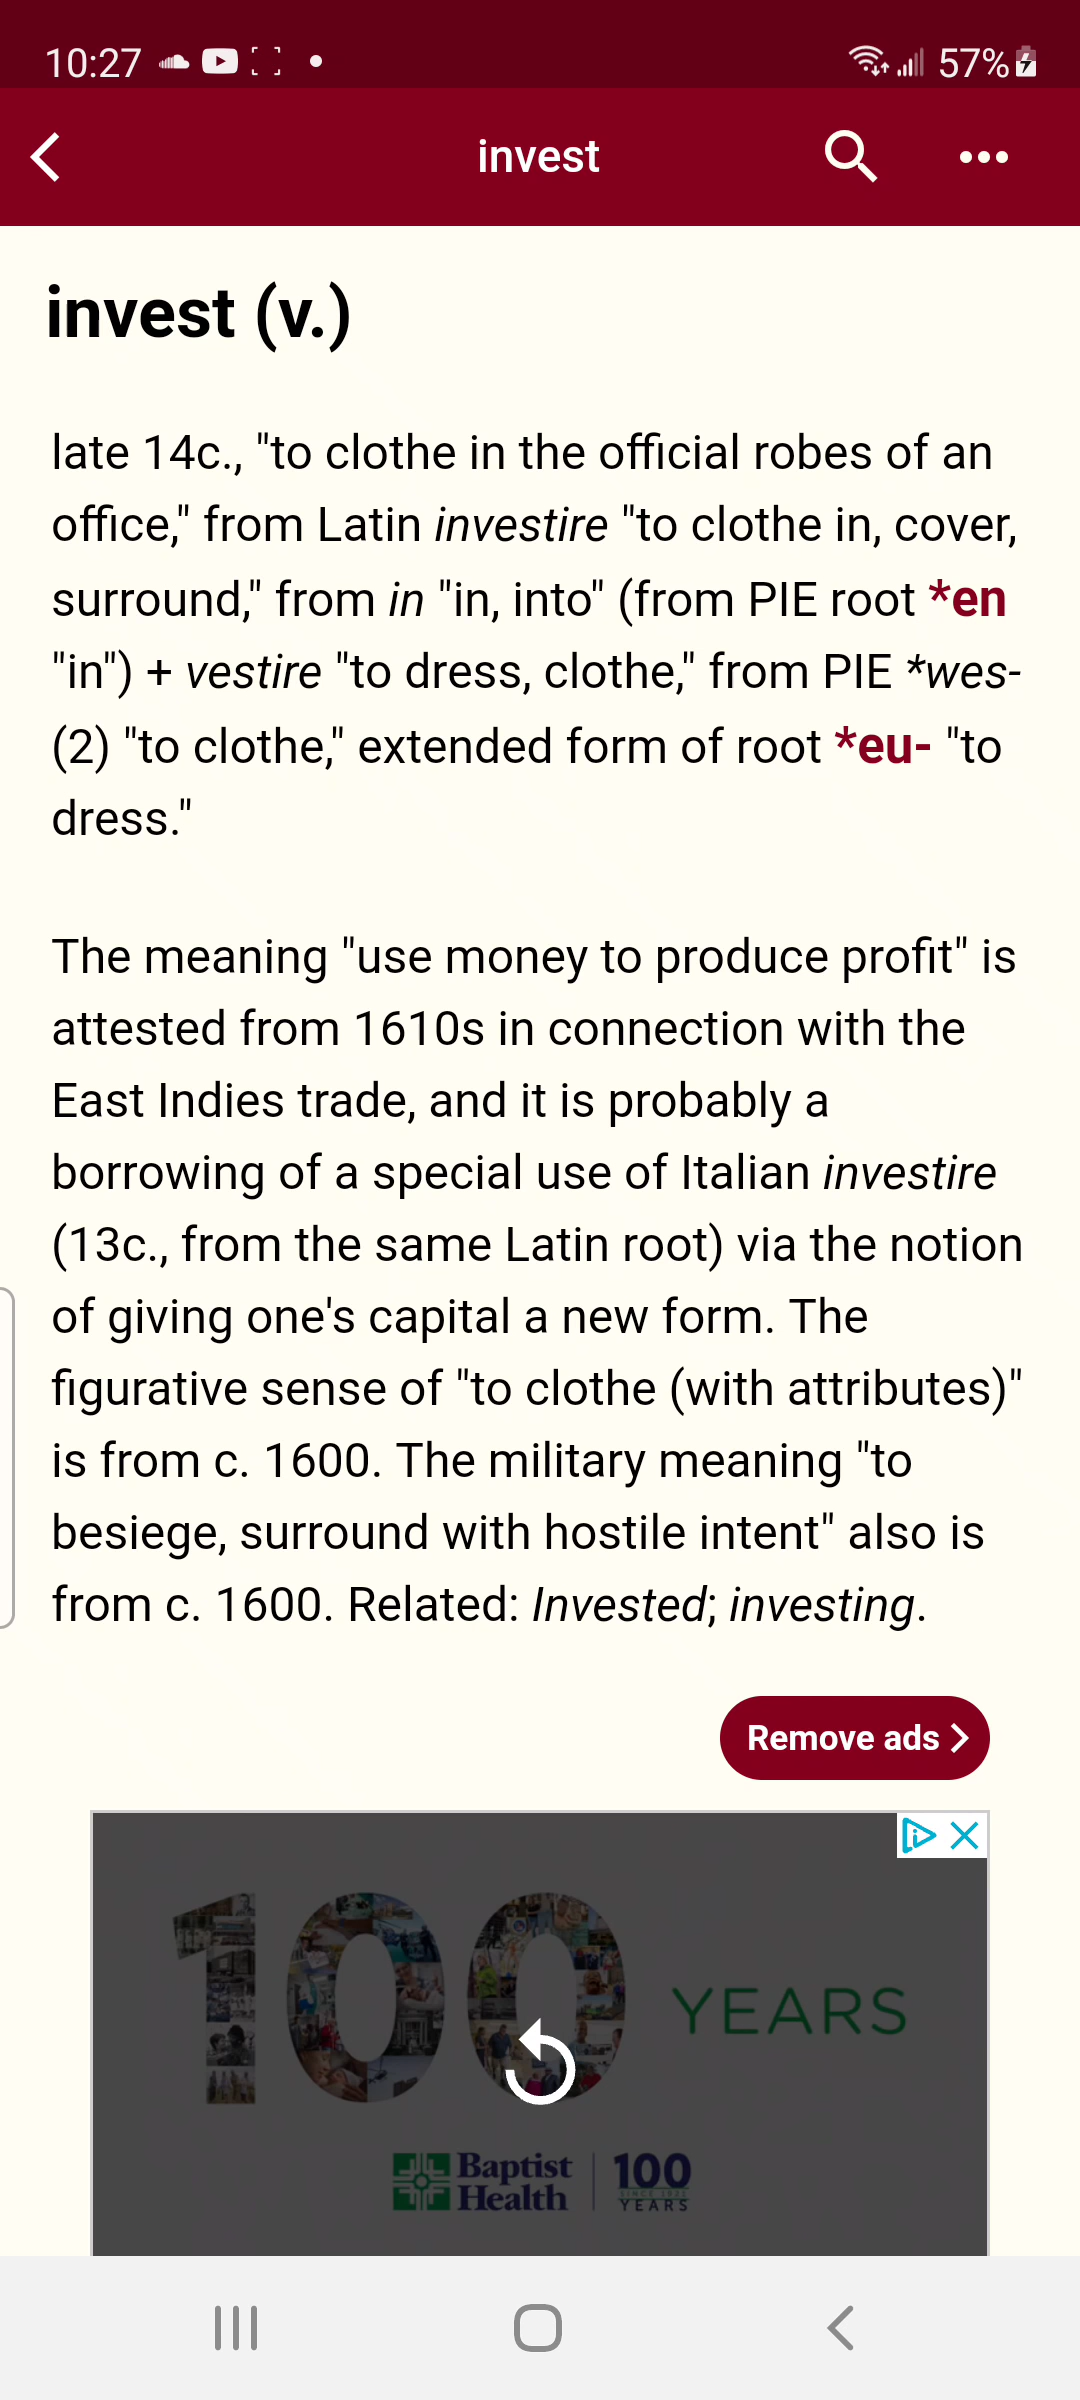 10:27
57%
invest
invest (v.)
late 14c., "to clothe in the official robes of an
office," from Latin investire "to clothe in, cover,
surround," from in "in, into" (from PIE root *en
"in") + vestire "to dress, clothe," from PIE *wes-
(2) "to clothe," extended form of root *eu- "to
dress."
The meaning "use money to produce profit" is
attested from 1610s in connection with the
East Indies trade, and it is probably a
borrowing of a special use of Italian investire
(13c., from the same Latin root) via the notion
of giving one's capital a new form. The
figurative sense of "to clothe (with attributes)"
is from c. 1600. The military meaning "to
besiege, surround with hostile intent" also is
from c. 1600. Related: Invested; investing.
Remove ads
100 YEARS
Baptist
Health
100
YEARS